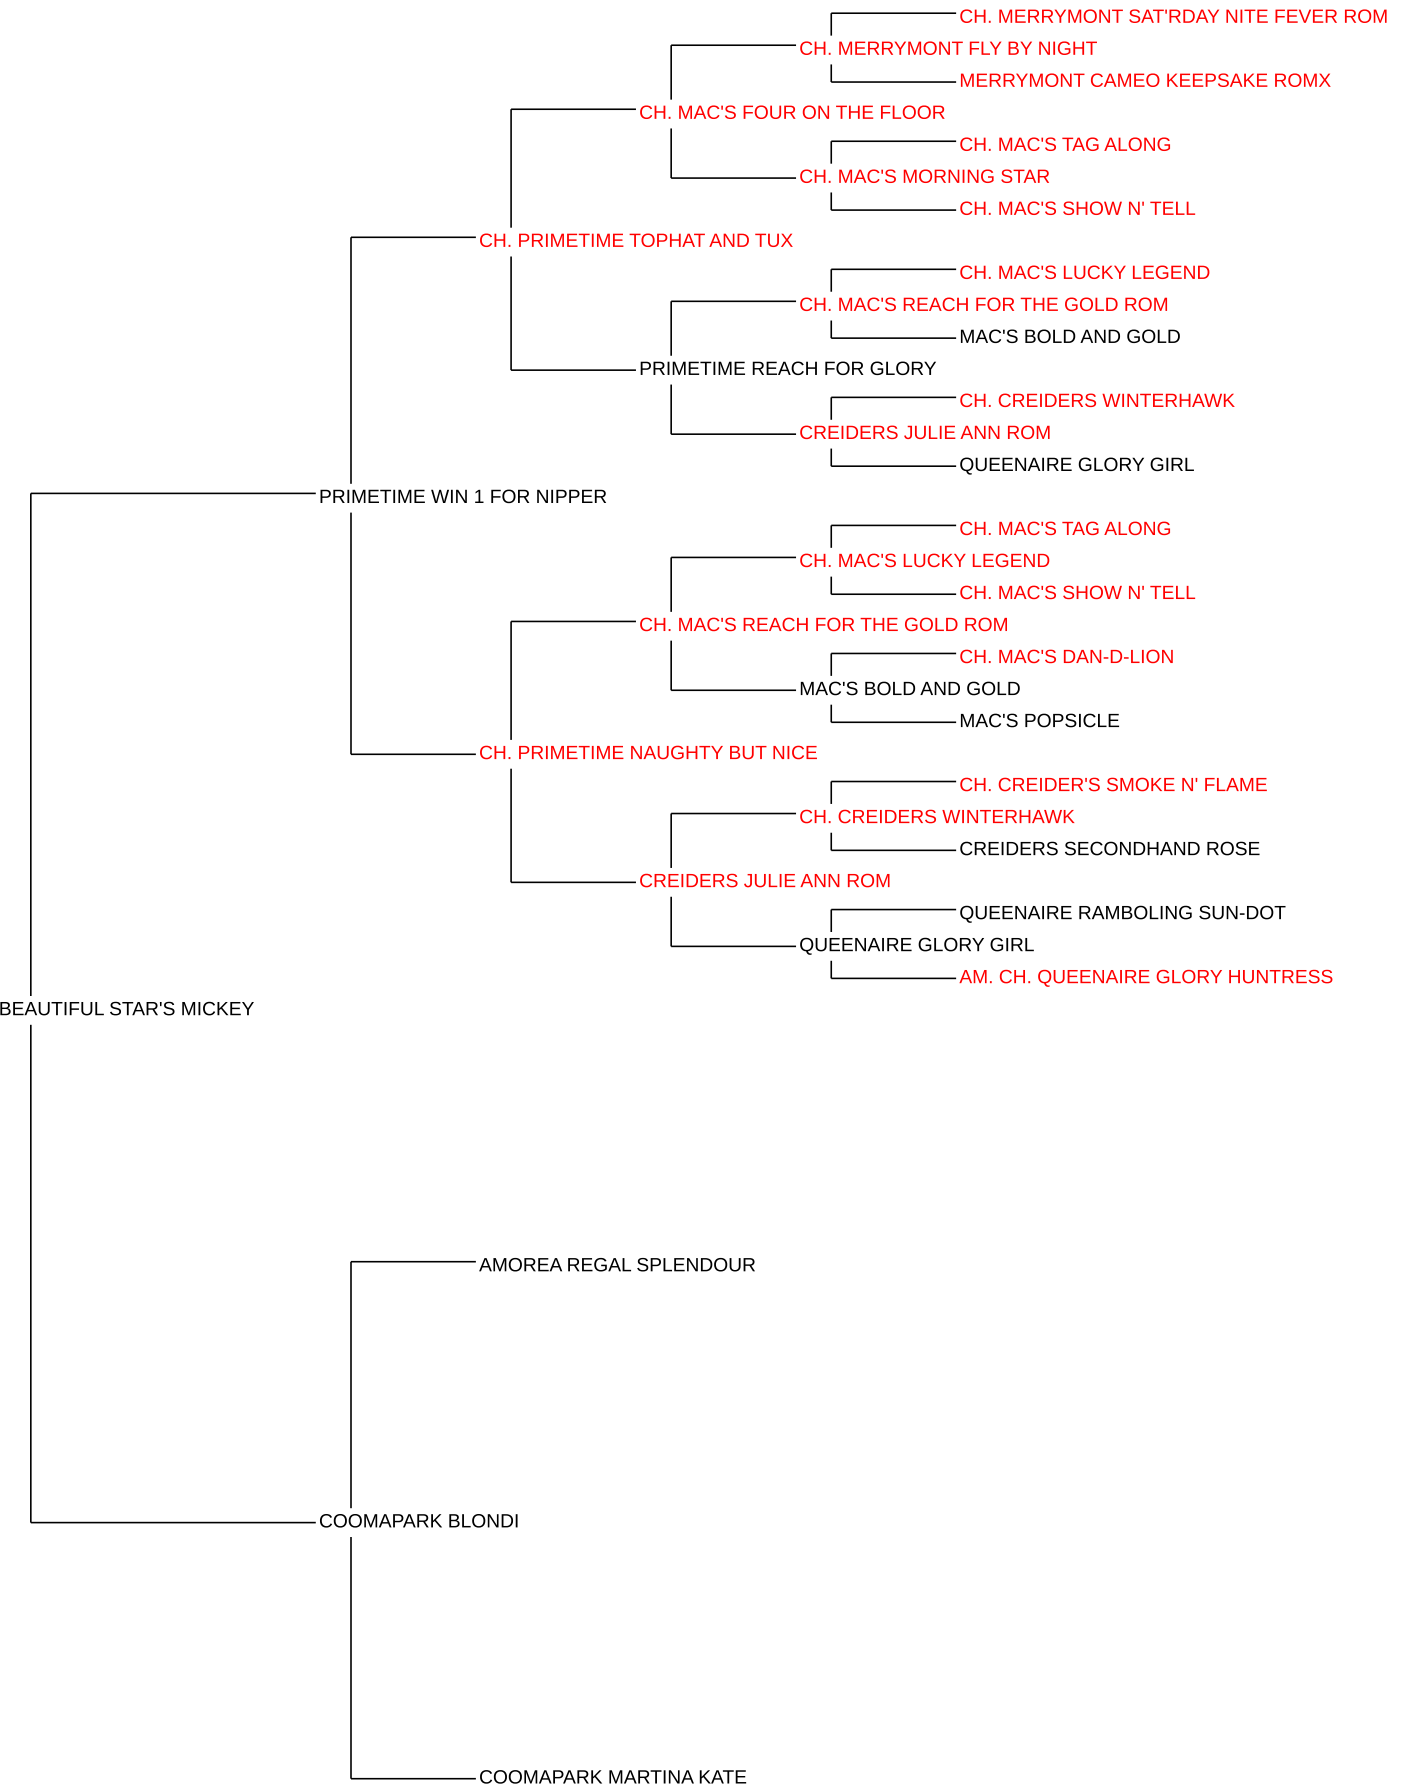 CH. MERRYMONT SAT'RDAY NITE FEVER ROM
CH. MERRYMONT FLY BY NIGHT
MERRYMONT CAMEO KEEPSAKE ROMX
CH. MAC'S FOUR ON THE FLOOR
CH. MAC'S TAG ALONG
CH. MAC'S MORNING STAR
CH. MAC'S SHOW N' TELL
CH. PRIMETIME TOPHAT AND TUX
CH. MAC'S LUCKY LEGEND
CH. MAC'S REACH FOR THE GOLD ROM
MAC'S BOLD AND GOLD
PRIMETIME REACH FOR GLORY
CH. CREIDERS WINTERHAWK
CREIDERS JULIE ANN ROM
QUEENAIRE GLORY GIRL
PRIMETIME WIN 1 FOR NIPPER
CH. MAC'S TAG ALONG
CH. MAC'S LUCKY LEGEND
CH. MAC'S SHOW N' TELL
CH. MAC'S REACH FOR THE GOLD ROM
CH. MAC'S DAN-D-LION
MAC'S BOLD AND GOLD
MAC'S POPSICLE
CH. PRIMETIME NAUGHTY BUT NICE
CH. CREIDER'S SMOKE N' FLAME
CH. CREIDERS WINTERHAWK
CREIDERS SECONDHAND ROSE
CREIDERS JULIE ANN ROM
QUEENAIRE RAMBOLING SUN-DOT
QUEENAIRE GLORY GIRL
AM. CH. QUEENAIRE GLORY HUNTRESS
BEAUTIFUL STAR'S MICKEY
AMOREA REGAL SPLENDOUR
COOMAPARK BLONDI
COOMAPARK MARTINA KATE